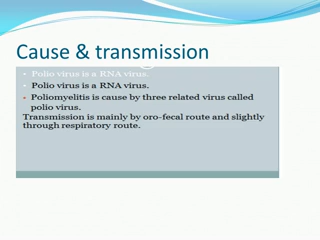 Cause & transmission
• Polio virus is a RNA virus.
• Polio virus is a RNA virus.
• Poliomyelitis is cause by three related virus called
polio virus.
Transmission is mainly by oro-fecal route and slightly
through respiratory route.